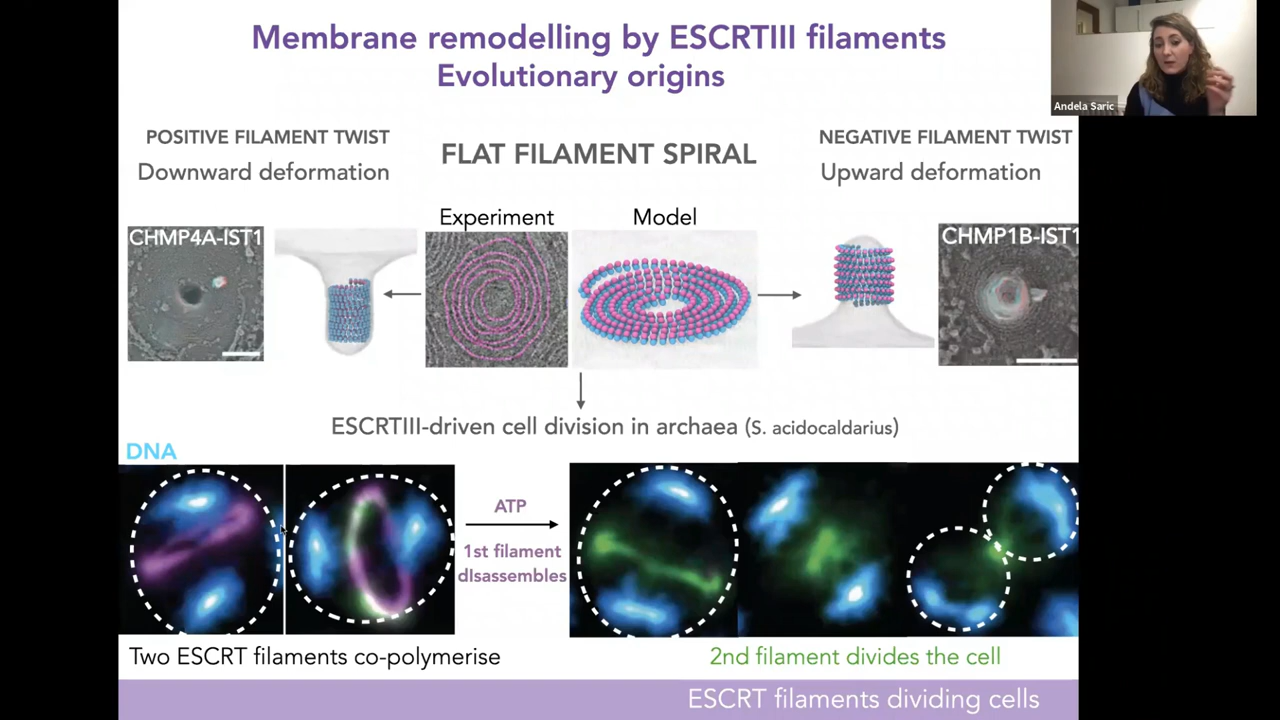 Membrane remodelling by ESCRTIII filaments
Evolutionary origins
Andela Saric
POSITIVE FILAMENT TWIST
Downward deformation
FLAT FILAMENT SPIRAL
NEGATIVE FILAMENT TWIST
Upward deformation
Experiment
Model
CHMP4A-IST1
CHMP1B-IST1
ESCRTIII-driven cell division in archaea (S. acidocaldarius)
DNA
ATP
1st filament
dIsassembles
Two ESCRT filaments co-polymerise
2nd filament divides the cell
ESCRT filaments dividing cells